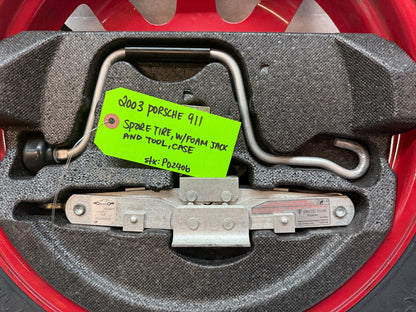 2003 PORSCHE 911
SPARE TIRE, W/FOAM JACK
AND TOOL, CASE
stk: P02406